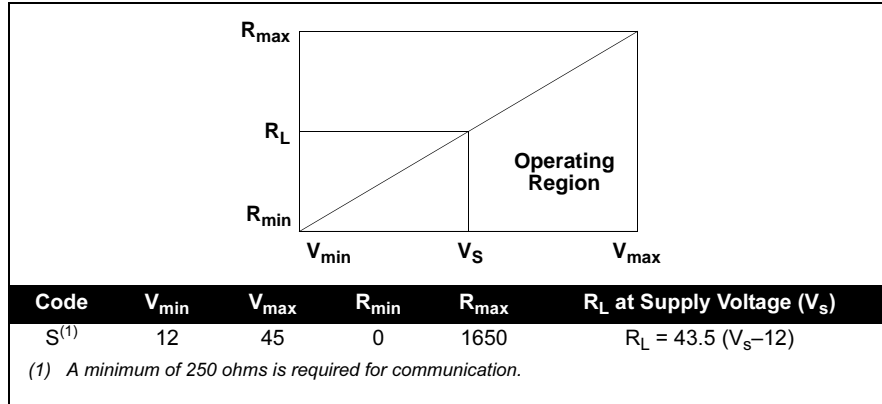 Rmax
RL
Operating
Region
Rmin
Vmin VS Vmax
Code Vmin Vmax Rmin Rmax RL at Supply Voltage (Vs)
S(1) 12 45 0 1650 RL = 43.5 (Vs–12)
(1) A minimum of 250 ohms is required for communication.